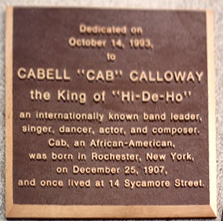 Dedicated on
October 14, 1993,
to
CABELL "CAB" CALLOWAY
the King of "Hi-De-Ho"
an internationally known band leader,
singer, dancer, actor, and composer.
Cab, an African-American,
was born in Rochester, New York,
on December 25, 1907,
and once lived at 14 Sycamore Street.